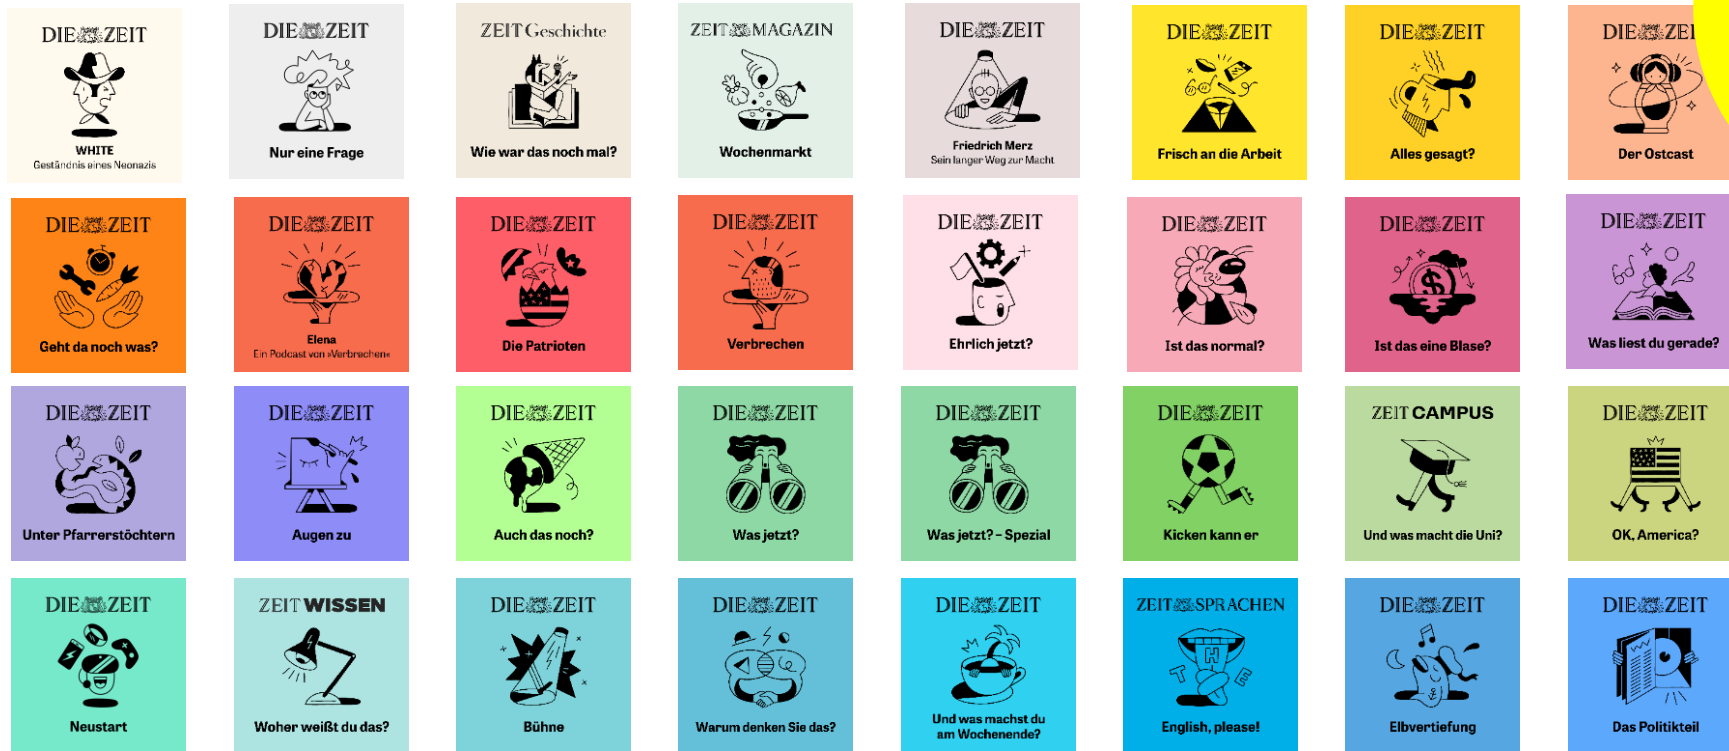 DIE ZEIT
WHITE
Geständnis eines Neonazis
DIE ZEIT
Nur eine Frage
ZEIT Geschichte
Wie war das noch mal?
ZEIT MAGAZIN
Wochenmarkt
DIE ZEIT
Friedrich Merz
Sein langer Weg zur Macht
DIE ZEIT
Frisch an die Arbeit
DIE ZEIT
Alles gesagt?
DIE ZEI
Der Ostcast
DIE ZEIT
Geht da noch was?
DIE ZEIT
Elena
Ein Podcast von »Verbrechen«
DIE ZEIT
Die Patrioten
DIE ZEIT
Verbrechen
DIE ZEIT
Ehrlich jetzt?
DIE ZEIT
Ist das normal?
DIE ZEIT
$
Ist das eine Blase?
DIE ZEIT
Was liest du gerade?
DIE ZEIT
Unter Pfarrerstöchtern
DIE ZEIT
Augen zu
DIE ZEIT
Auch das noch?
DIE ZEIT
Was jetzt?
DIE ZEIT
Was jetzt? – Spezial
DIE ZEIT
Kicken kann er
ZEIT CAMPUS
Und was macht die Uni?
DIE ZEIT
OK, America?
DIE ZEIT
Neustart
ZEIT WISSEN
Woher weißt du das?
DIE ZEIT
Bühne
DIE ZEIT
Warum denken Sie das?
DIE ZEIT
Und was machst du
am Wochenende?
ZEIT SPRACHEN
H
T E
English, please!
DIE ZEIT
Elbvertiefung
DIE ZEIT
Das Politikteil